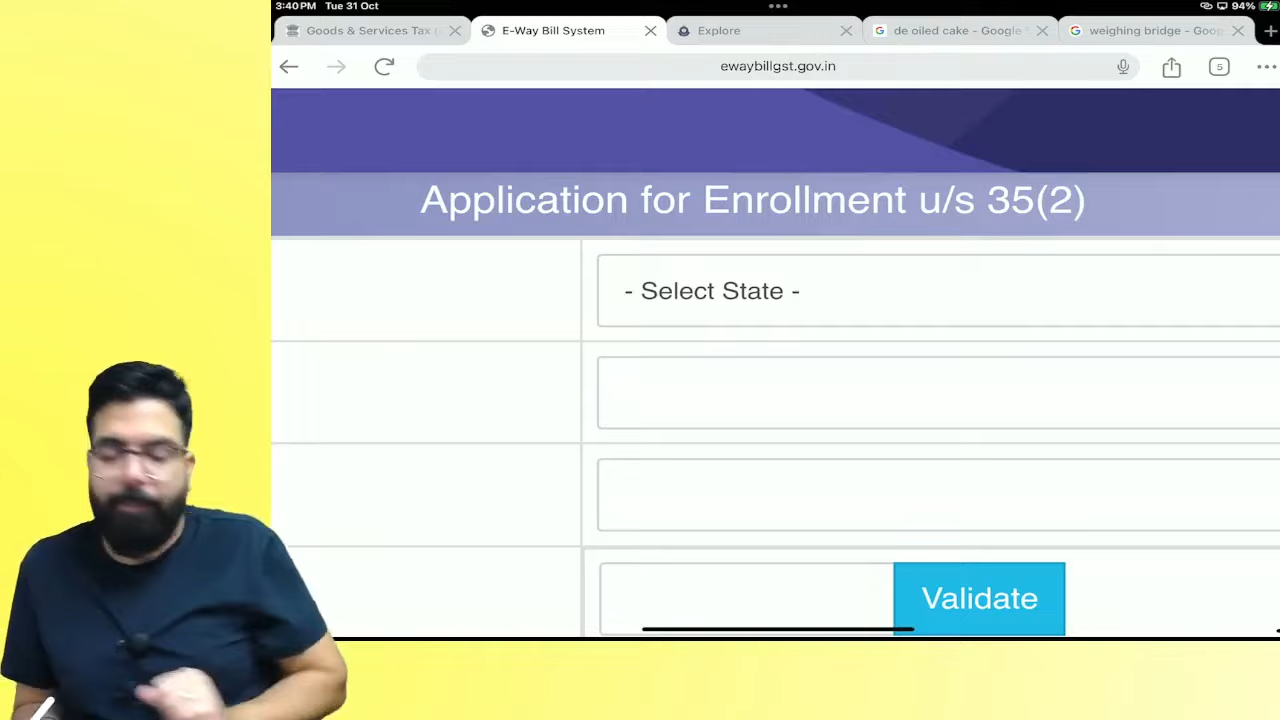 3:40 PM Tue 31 Oct
94%
Goods & Services Tax (
E-Way Bill System
Explore
de oiled cake - Google
weighing bridge - Goog
ewaybillgst.gov.in
5
Application for Enrollment u/s 35(2)
- Select State -
Validate